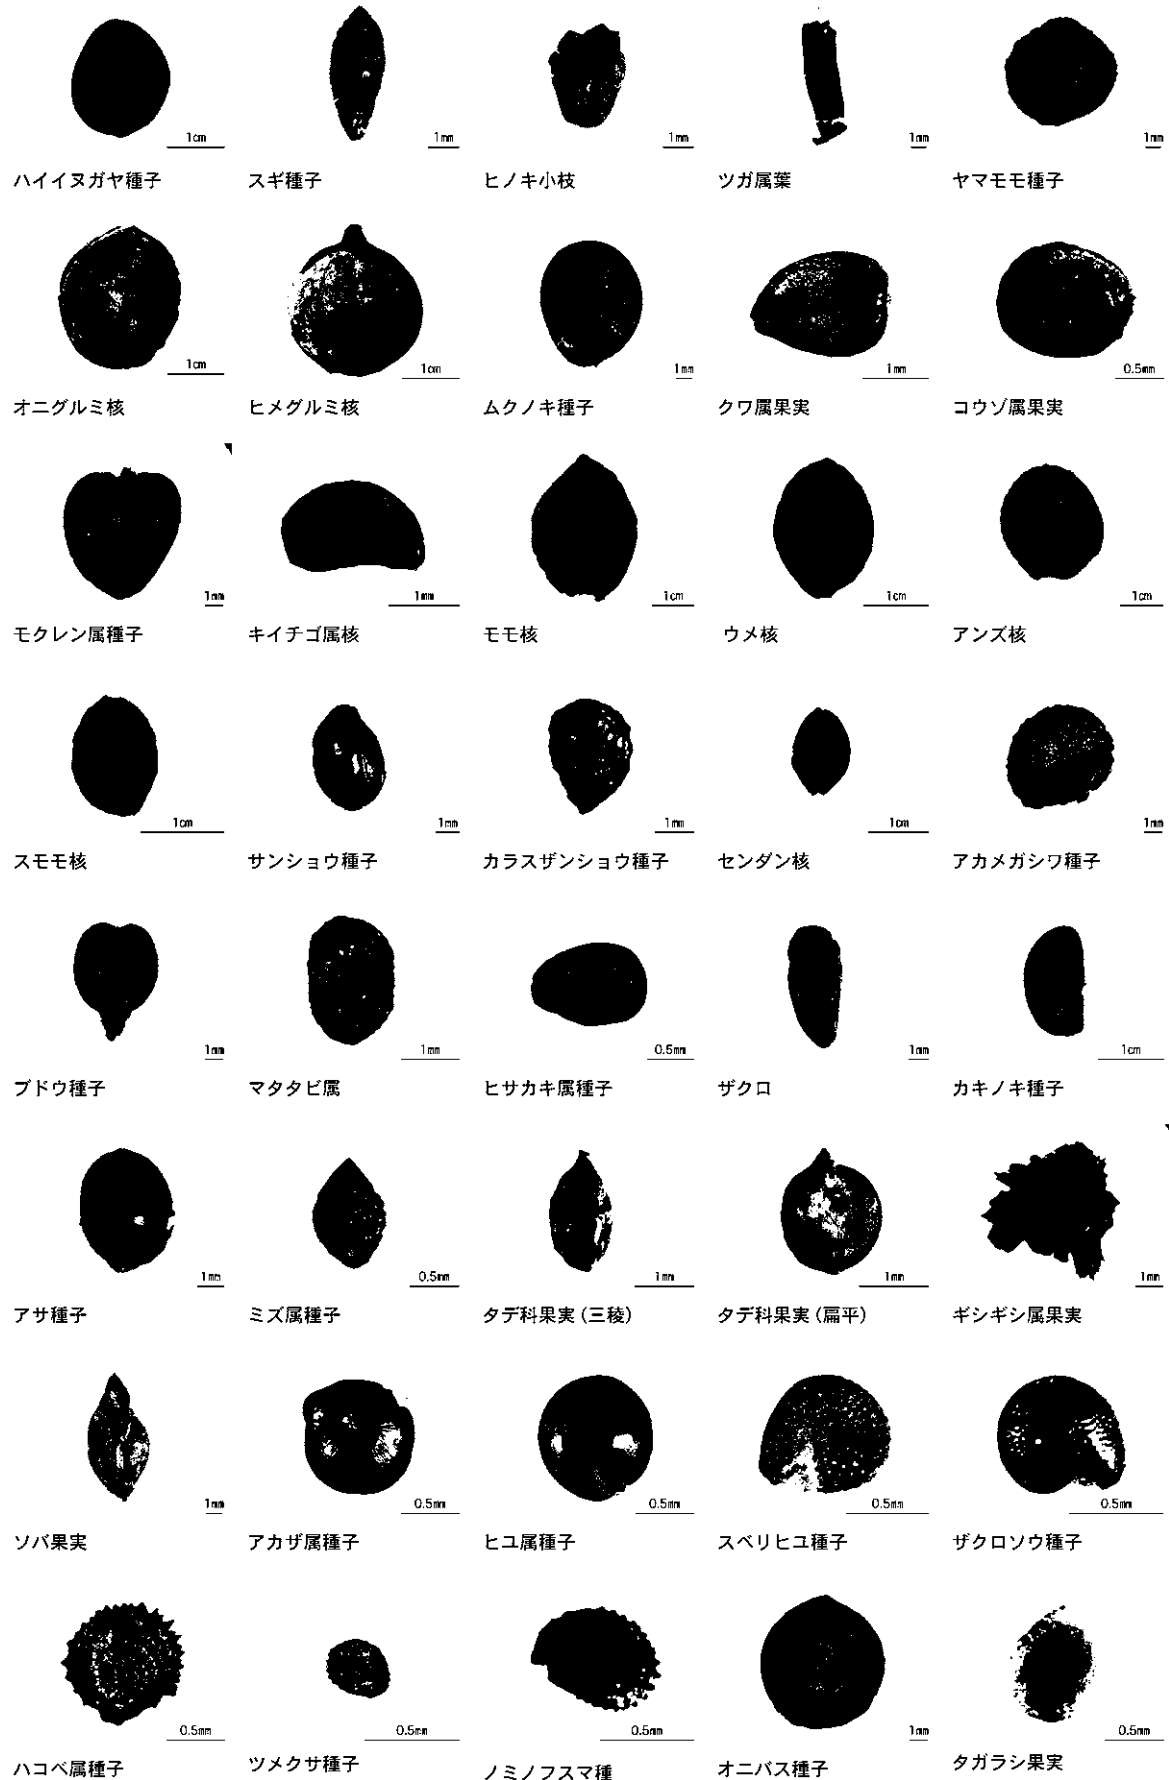 1cm 1mm 1mm 1mm 1mm
ハイイヌガヤ種子 スギ種子 ヒノキ小枝 ツガ属葉 ヤマモモ種子
1cm 1cm 1mm 1mm 0.5mm
オニグルミ核 ヒメグルミ核 ムクノキ種子 クワ属果実 コウゾ属果実
1mm 1mm 1cm 1cm 1cm
モクレン属種子 キイチゴ属核 モモ核 ウメ核 アンズ核
1cm 1mm 1mm 1cm 1mm
スモモ核 サンショウ種子 カラスザンショウ種子 センダン核 アカメガシワ種子
1mm 1mm 0.5mm 1mm 1cm
ブドウ種子 マタタビ属 ヒサカキ属種子 ザクロ カキノキ種子
1mm 0.5mm 1mm 1mm 1mm
アサ種子 ミズ属種子 タデ科果実(三稜) タデ科果実(扁平) ギシギシ属果実
1mm 0.5mm 0.5mm 0.5mm 0.5mm
ソバ果実 アカザ属種子 ヒユ属種子 スベリヒユ種子 ザクロソウ種子
0.5mm 0.5mm 0.5mm 1mm 0.5mm
ハコベ属種子 ツメクサ種子 ノミノフスマ種 オニバス種子 タガラシ果実